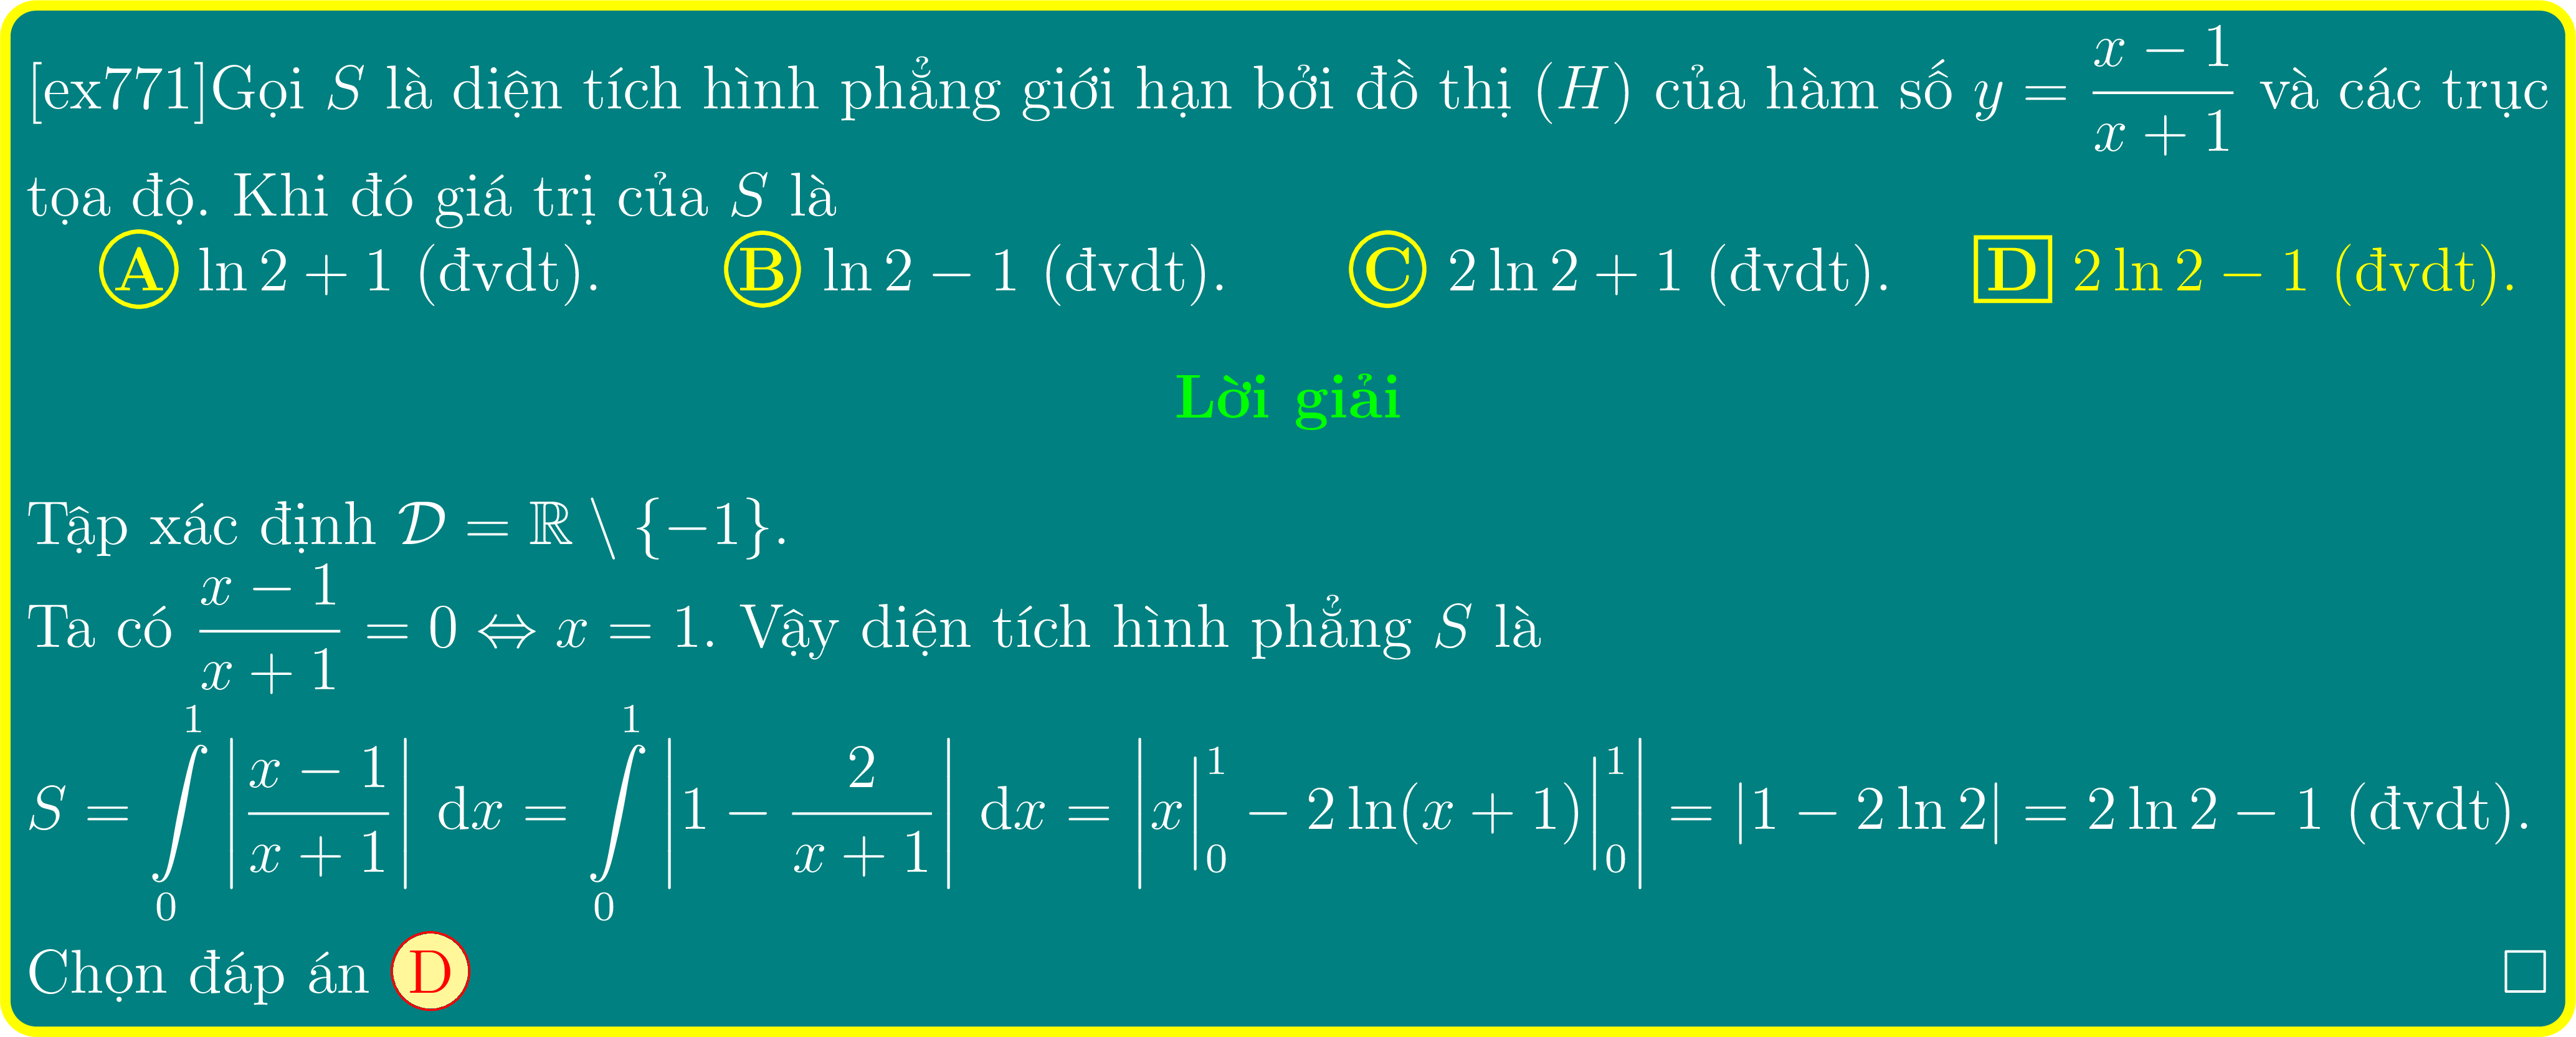 [ex771]Gọi S là diện tích hình phẳng giới hạn bởi đồ thị (H) của hàm số $y = \dfrac{x-1}{x+1}$ và các trục
tọa độ. Khi đó giá trị của S là
A ln 2 + 1 (đvdt). B ln 2 − 1 (đvdt). C 2 ln 2 + 1 (đvdt). D 2 ln 2 − 1 (đvdt).
Lời giải
Tập xác định $\mathcal{D} = \mathbb{R} \setminus \{-1\}$.
Ta có $\dfrac{x-1}{x+1} = 0 \Leftrightarrow x = 1$. Vậy diện tích hình phẳng S là
$S = \int\limits_0^1 \left|\dfrac{x-1}{x+1}\right| \mathrm{d}x = \int\limits_0^1 \left|1 - \dfrac{2}{x+1}\right| \mathrm{d}x = \left| x\Big|_0^1 - 2\ln(x+1)\Big|_0^1 \right| = |1 - 2\ln 2| = 2\ln 2 - 1$ (đvdt).
Chọn đáp án D □